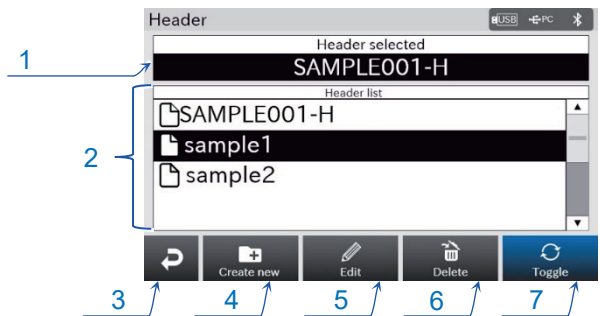 Header
USB PC
1
Header selected
SAMPLE001-H
2
Header list
SAMPLE001-H
sample1
sample2
Create new
Edit
Delete
Toggle
3 4 5 6 7